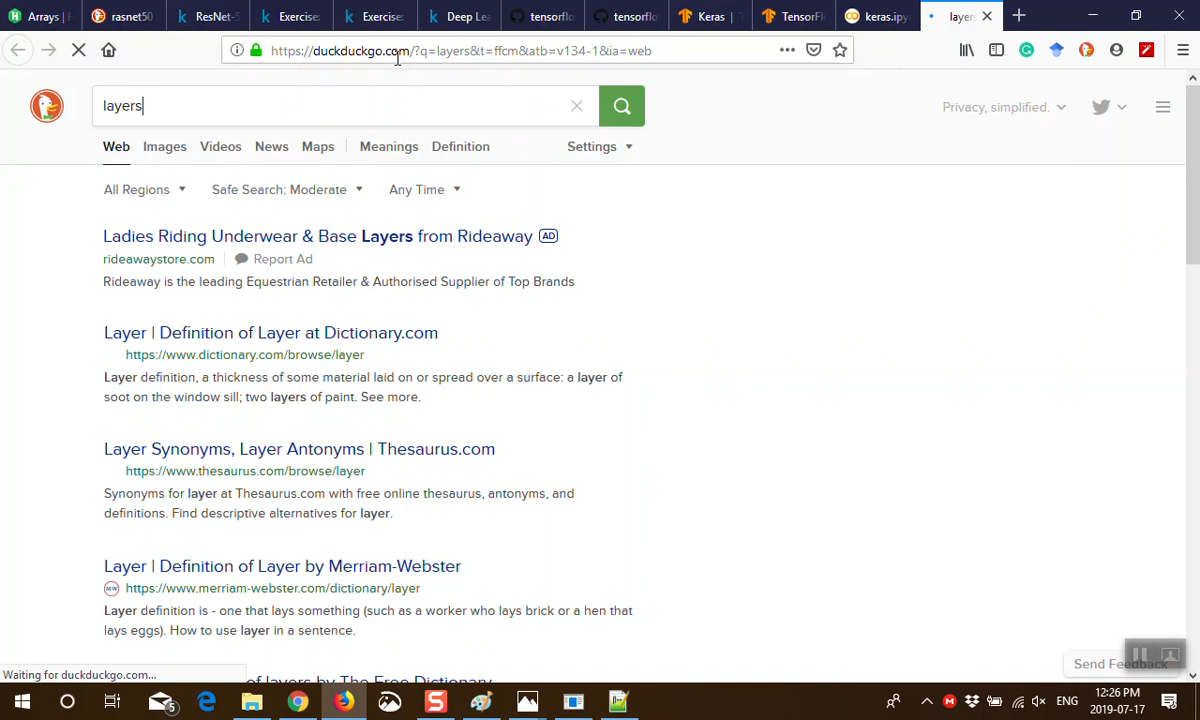 Arrays | H
rasnet50
ResNet-5
Exercise:
Exercise:
Deep Lea
tensorflo
tensorflo
Keras | T
TensorFl
keras.ipy
layers
https://duckduckgo.com/?q=layers&t=ffcm&atb=v134-1&ia=web
layers
Privacy, simplified.
Web Images Videos News Maps Meanings Definition Settings
All Regions Safe Search: Moderate Any Time
Ladies Riding Underwear & Base Layers from Rideaway AD
rideawaystore.com Report Ad
Rideaway is the leading Equestrian Retailer & Authorised Supplier of Top Brands
Layer | Definition of Layer at Dictionary.com
https://www.dictionary.com/browse/layer
Layer definition, a thickness of some material laid on or spread over a surface: a layer of
soot on the window sill; two layers of paint. See more.
Layer Synonyms, Layer Antonyms | Thesaurus.com
https://www.thesaurus.com/browse/layer
Synonyms for layer at Thesaurus.com with free online thesaurus, antonyms, and
definitions. Find descriptive alternatives for layer.
Layer | Definition of Layer by Merriam-Webster
https://www.merriam-webster.com/dictionary/layer
Layer definition is - one that lays something (such as a worker who lays brick or a hen that
lays eggs). How to use layer in a sentence.
Send Feedback
Waiting for duckduckgo.com...
of layers by The Free Dictionary
5
ENG
12:26 PM
2019-07-17